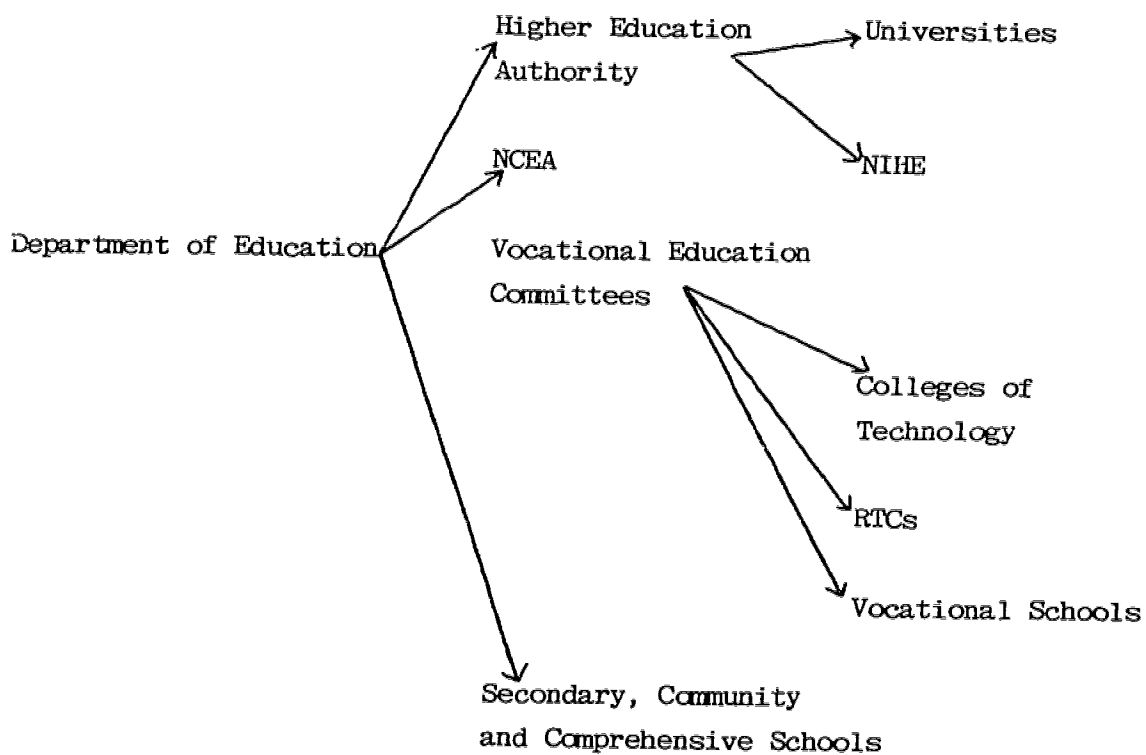 Higher Education
Authority
Universities
NCEA
NIHE
Department of Education
Vocational Education
Committees
Colleges of
Technology
RTCs
Vocational Schools
Secondary, Community
and Comprehensive Schools